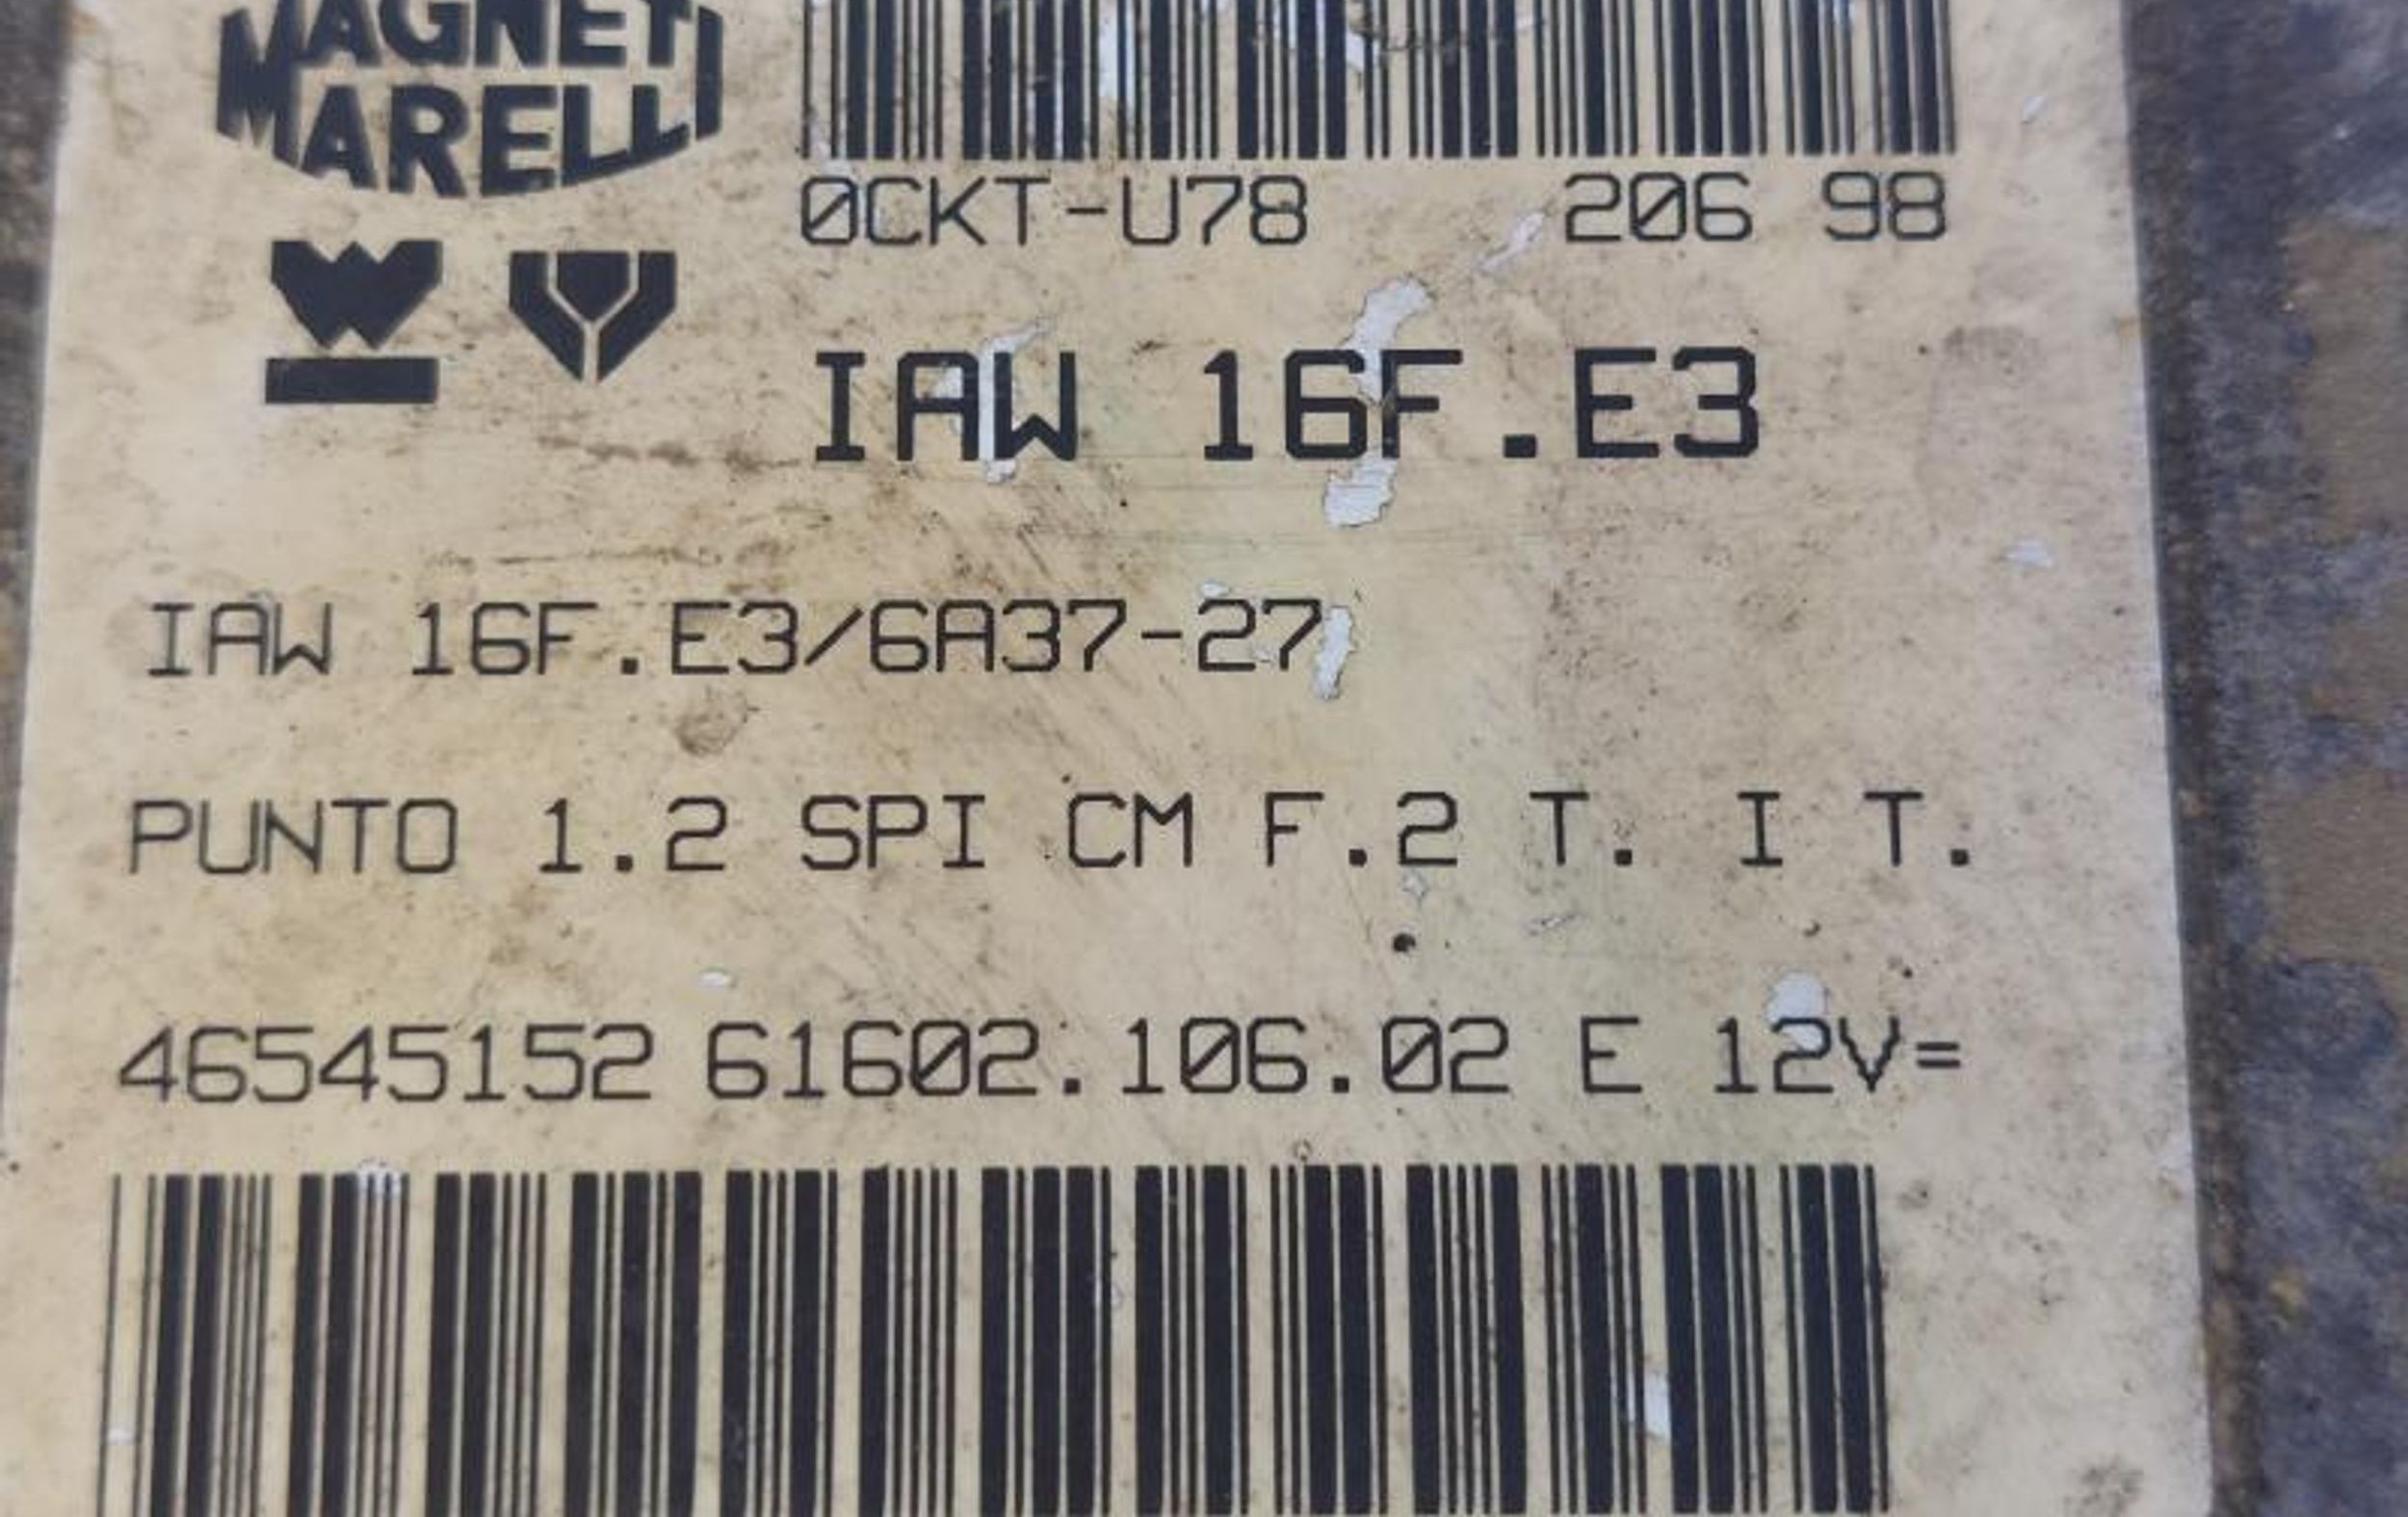 MAGNETI
MARELLI
0CKT-U78 206 98
IAW 16F.E3
IAW 16F.E3/6A37-27
PUNTO 1.2 SPI CM F.2 T. I T.
46545152 61602.106.02 E 12V=